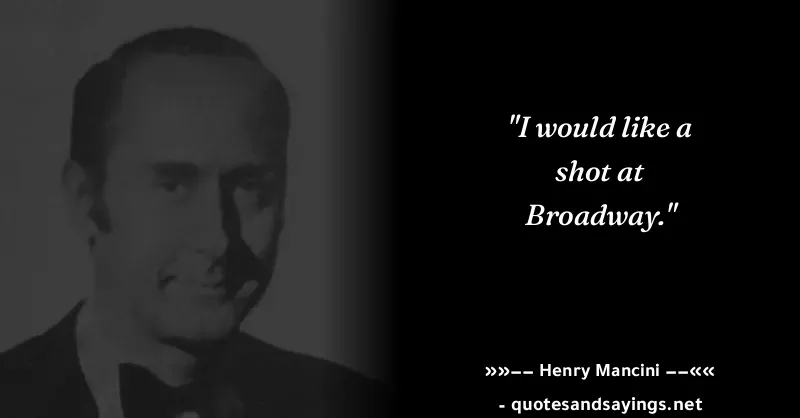 "I would like a
shot at
Broadway."
»»–– Henry Mancini ––««
- quotesandsayings.net